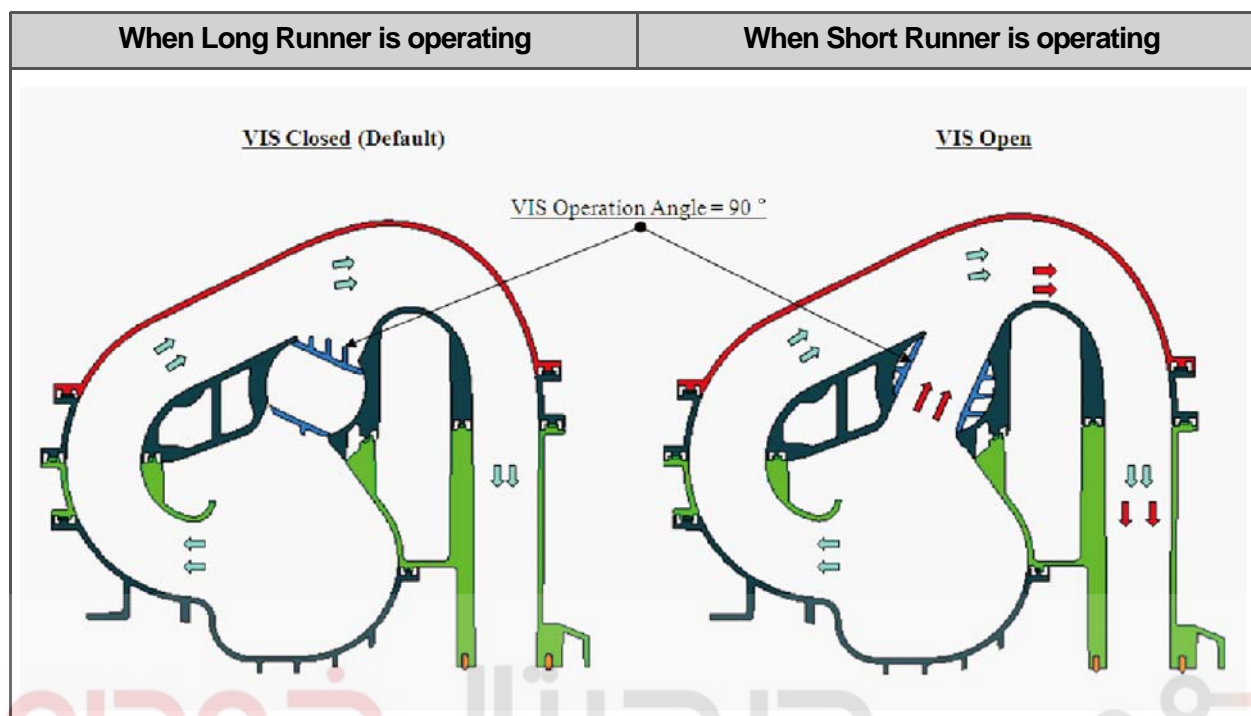 When Long Runner is operating
When Short Runner is operating
VIS Closed (Default)
VIS Open
VIS Operation Angle = 90 °